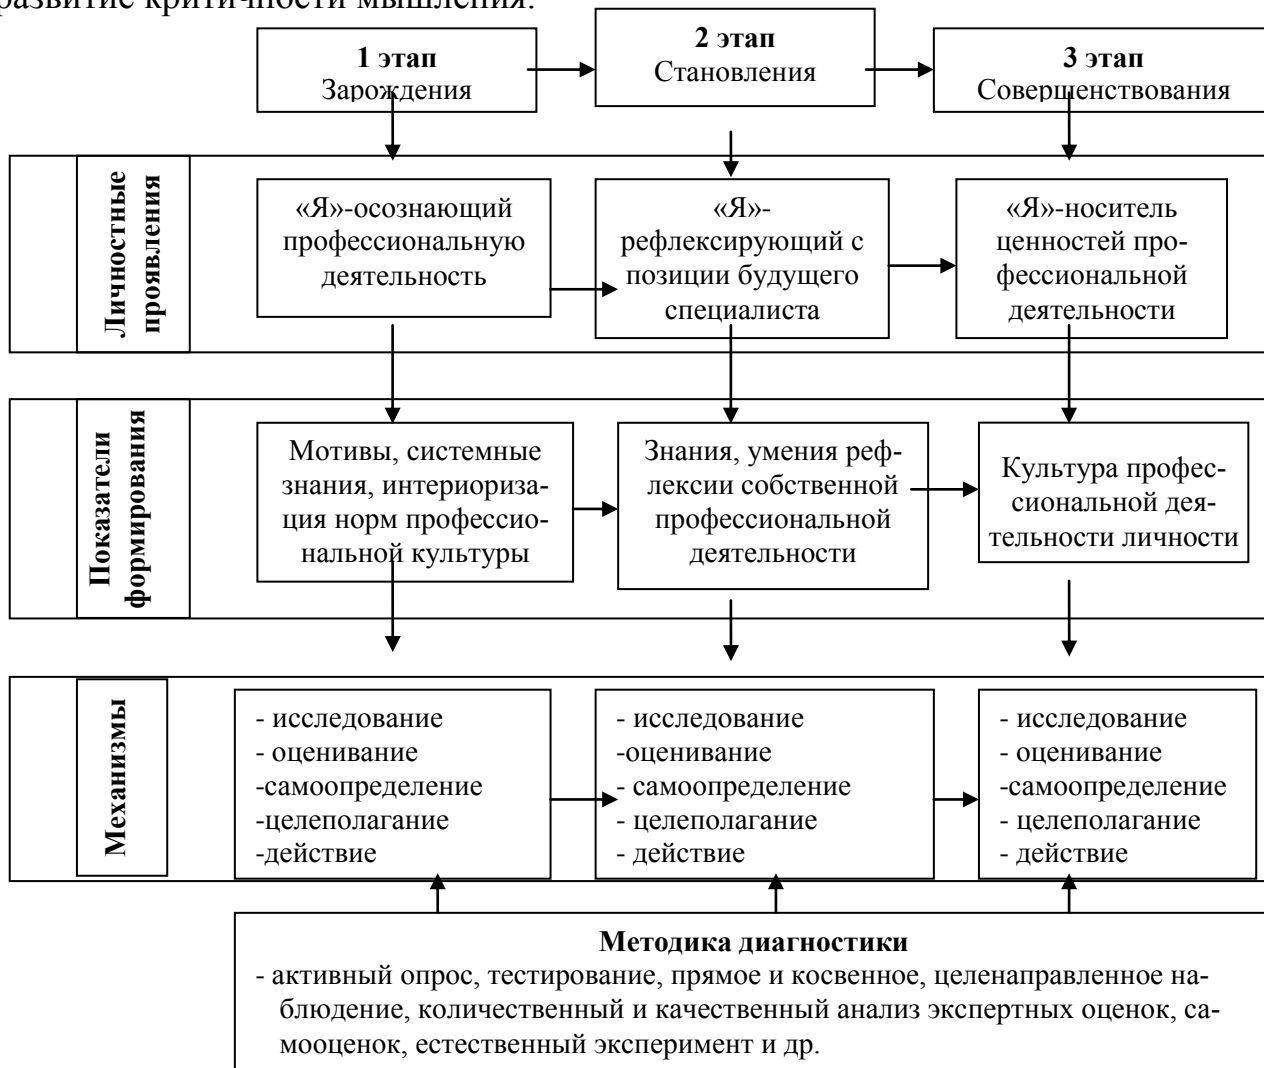 развитие критичности мышления.
1 этап
Зарождения
2 этап
Становления
3 этап
Совершенствования
Личностные
проявления
«Я»-осознающий
профессиональную
деятельность
«Я»-
рефлексирующий с
позиции будущего
специалиста
«Я»-носитель
ценностей про-
фессиональной
деятельности
Показатели
формирования
Мотивы, системные
знания, интериориза-
ция норм профессио-
нальной культуры
Знания, умения реф-
лексии собственной
профессиональной
деятельности
Культура профес-
сиональной дея-
тельности личности
Механизмы
- исследование
- оценивание
-самоопределение
-целеполагание
-действие
- исследование
-оценивание
- самоопределение
- целеполагание
- действие
- исследование
- оценивание
-самоопределение
- целеполагание
- действие
Методика диагностики
- активный опрос, тестирование, прямое и косвенное, целенаправленное на-
блюдение, количественный и качественный анализ экспертных оценок, са-
мооценок, естественный эксперимент и др.